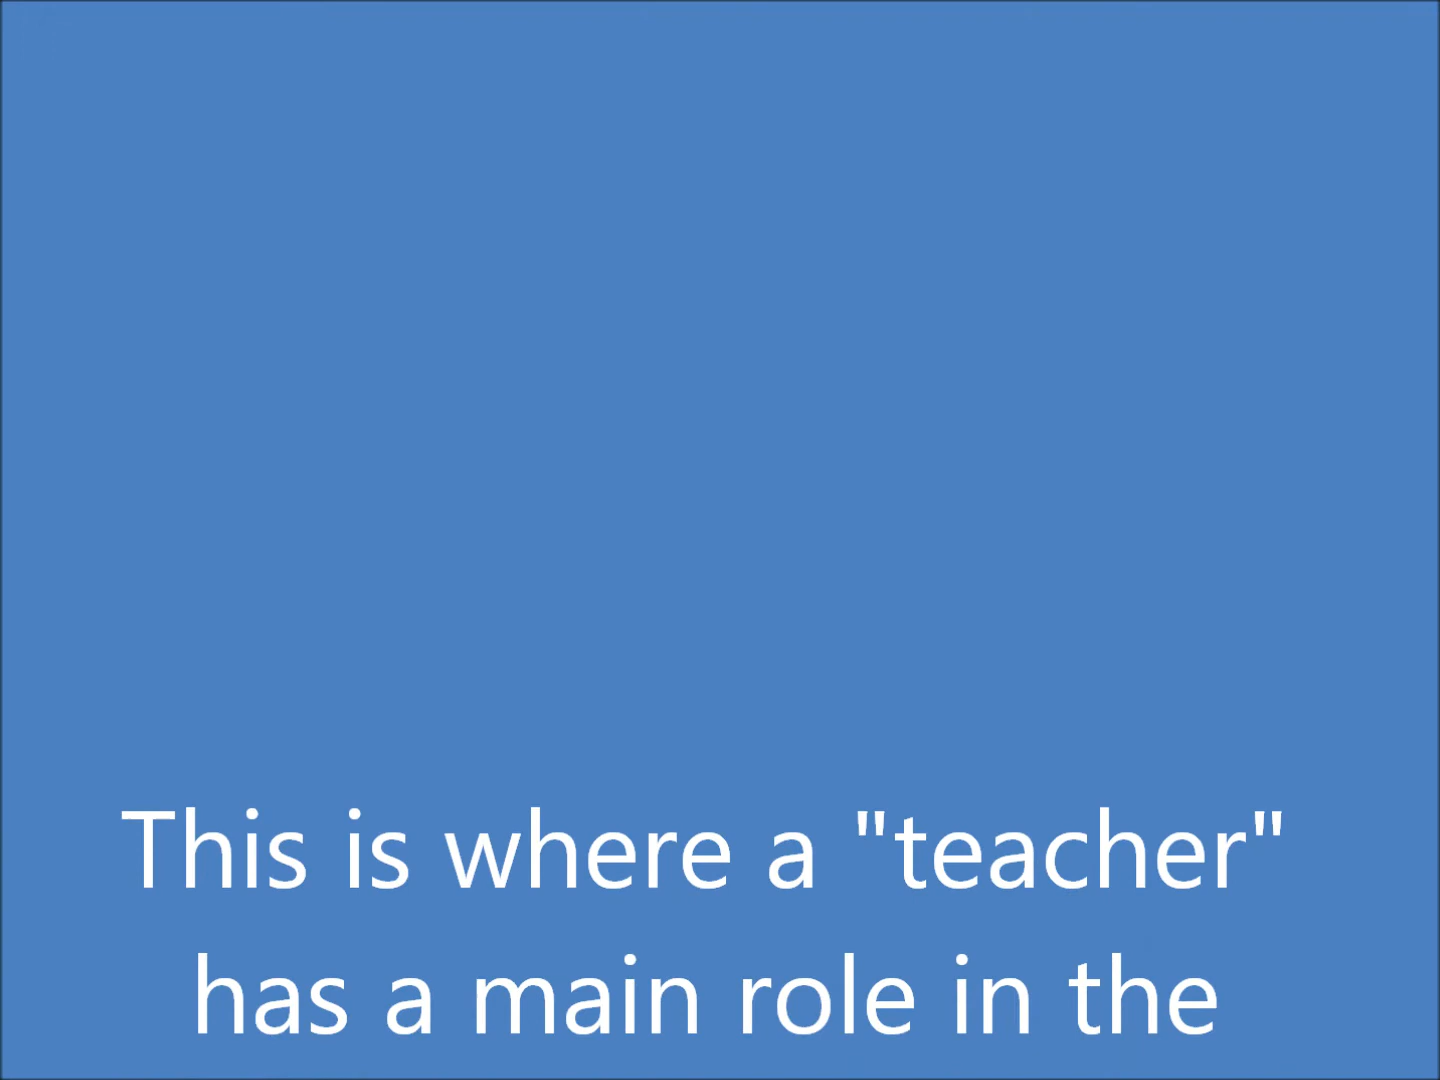 This is where a "teacher"
has a main role in the